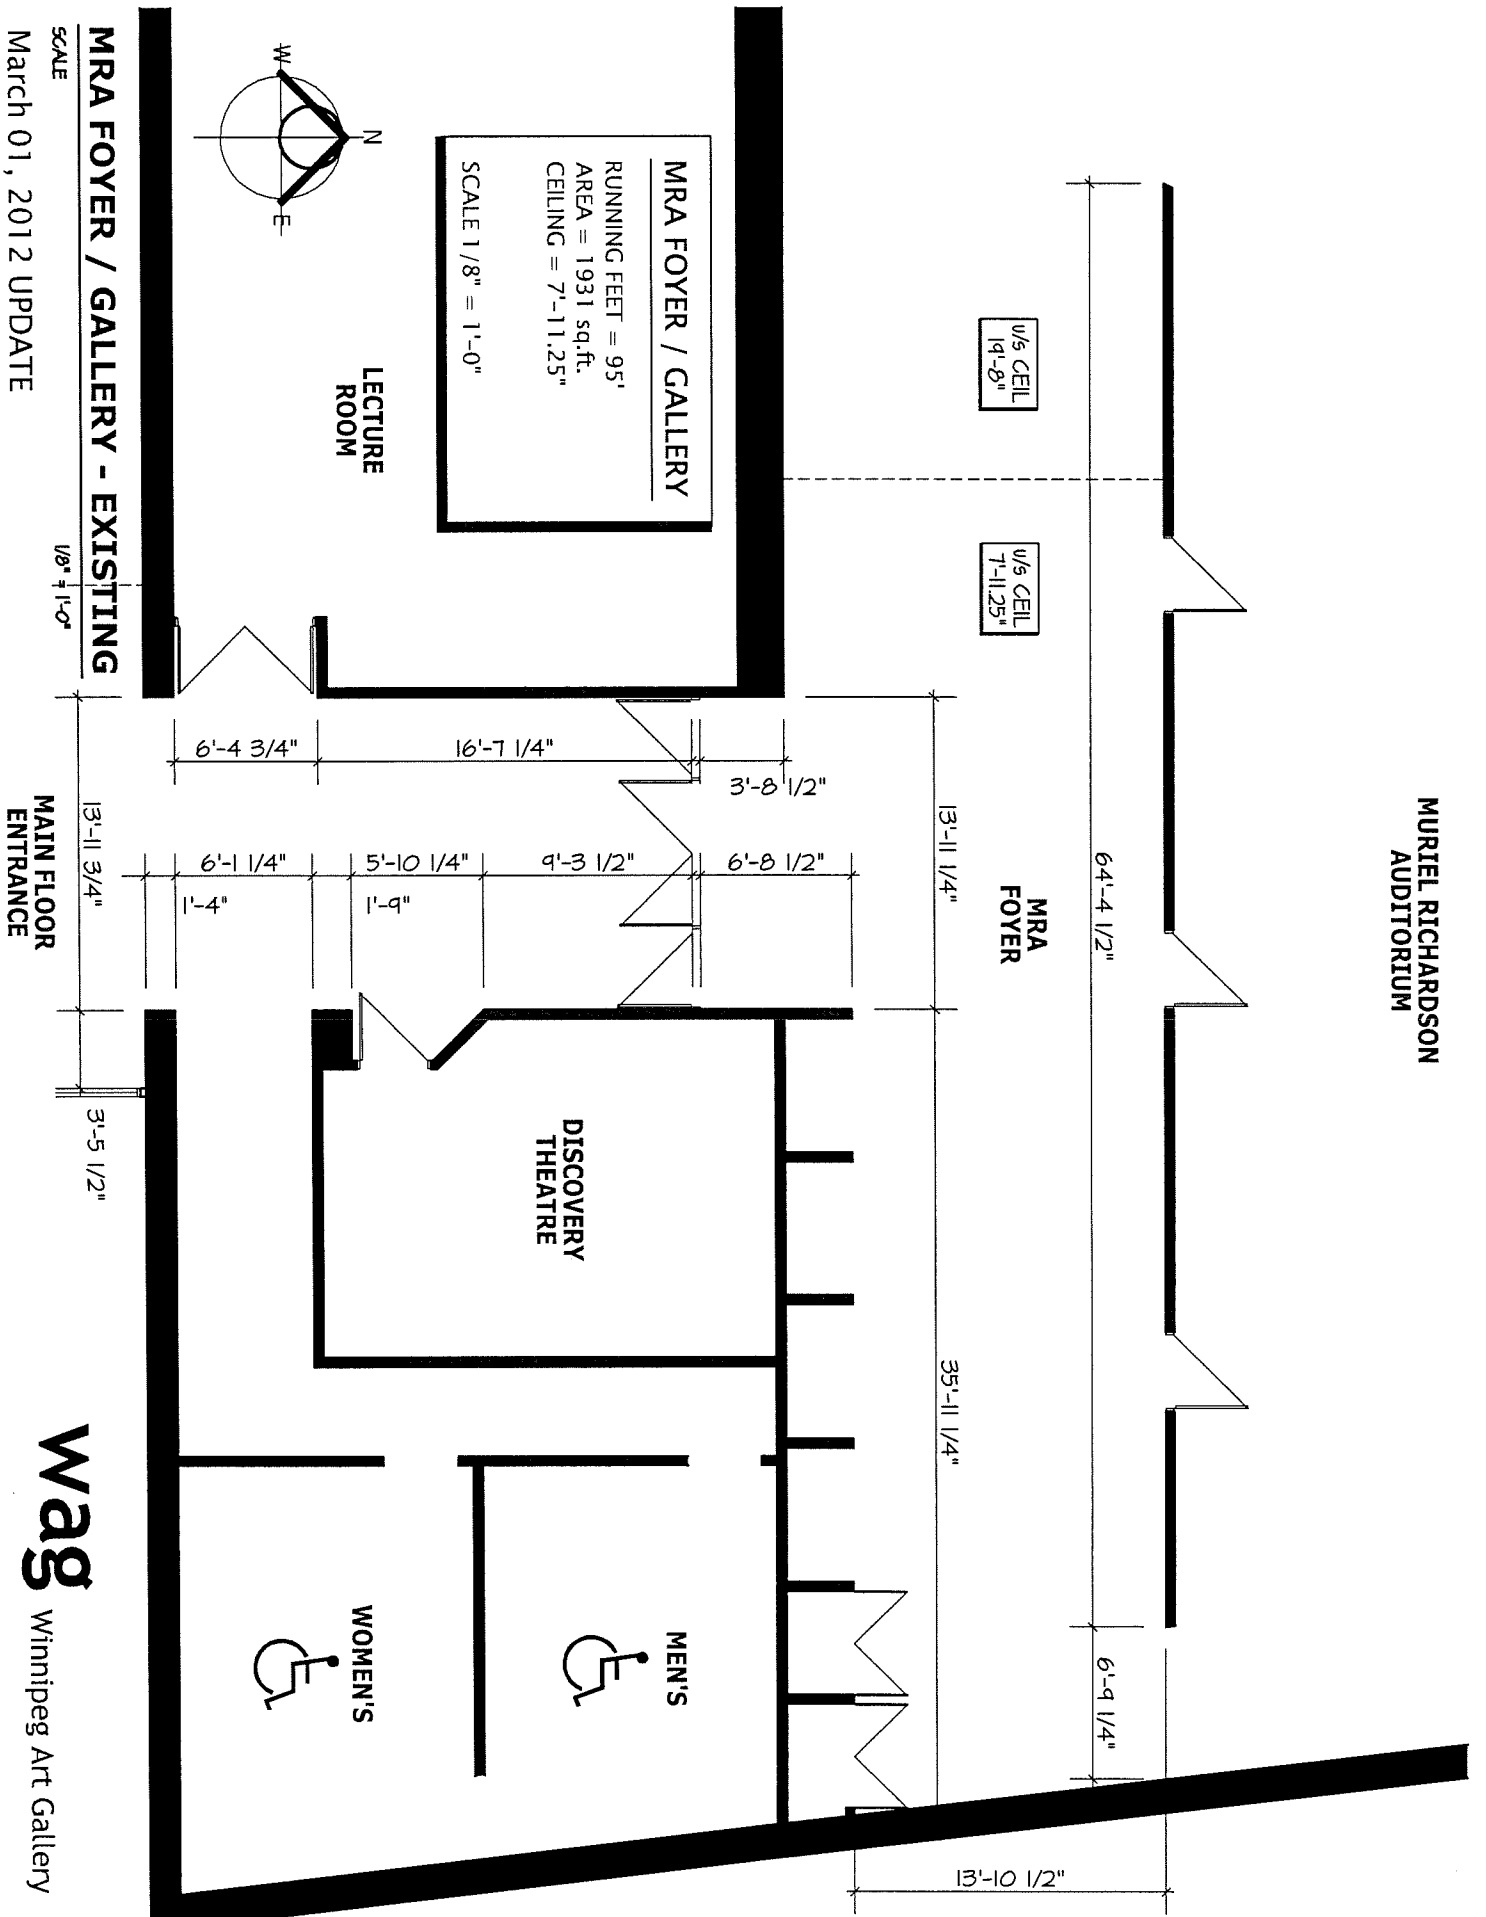 MURIEL RICHARDSON
AUDITORIUM
64'-4 1/2"
6'-9 1/4"
U/S CEIL
19'-8"
U/S CEIL
7'-11.25"
MRA
FOYER
13'-11 1/4"
35'-11 1/4"
13'-10 1/2"
MRA FOYER / GALLERY
RUNNING FEET = 95'
AREA = 1931 sq.ft.
CEILING = 7'-11.25"
SCALE 1/8" = 1'-0"
N
W
E
LECTURE
ROOM
6'-4 3/4"
16'-7 1/4"
3'-8 1/2"
6'-1 1/4"
5'-10 1/4"
9'-3 1/2"
6'-8 1/2"
1'-4"
1'-9"
DISCOVERY
THEATRE
MEN'S
WOMEN'S
13'-11 3/4"
3'-5 1/2"
MAIN FLOOR
ENTRANCE
MRA FOYER / GALLERY - EXISTING
SCALE
1/8" = 1'-0"
March 01, 2012 UPDATE
wag Winnipeg Art Gallery